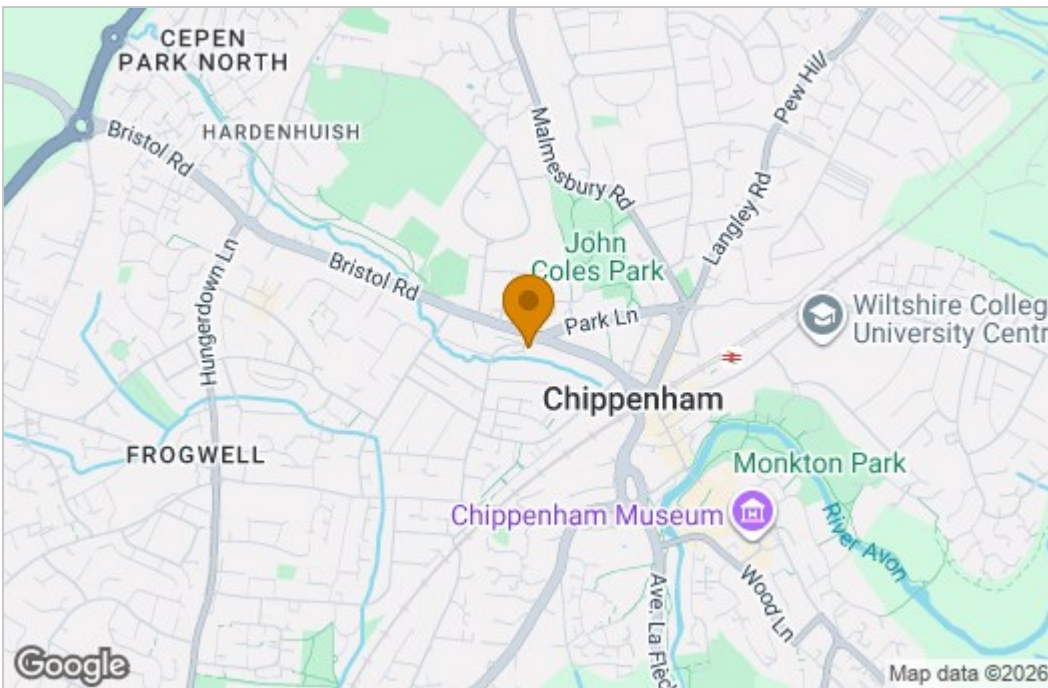 CEPEN
PARK NORTH
HARDENHUISH
Bristol Rd
Malmesbury Rd
Pew Hill
Langley Rd
John
Coles Park
Hungerdown Ln
Bristol Rd
Park Ln
Wiltshire Colleg
University Centr
Chippenham
FROGWELL
Monkton Park
Chippenham Museum
River Avon
Wood Ln
Ave. La Flèch
Google
Map data ©2026